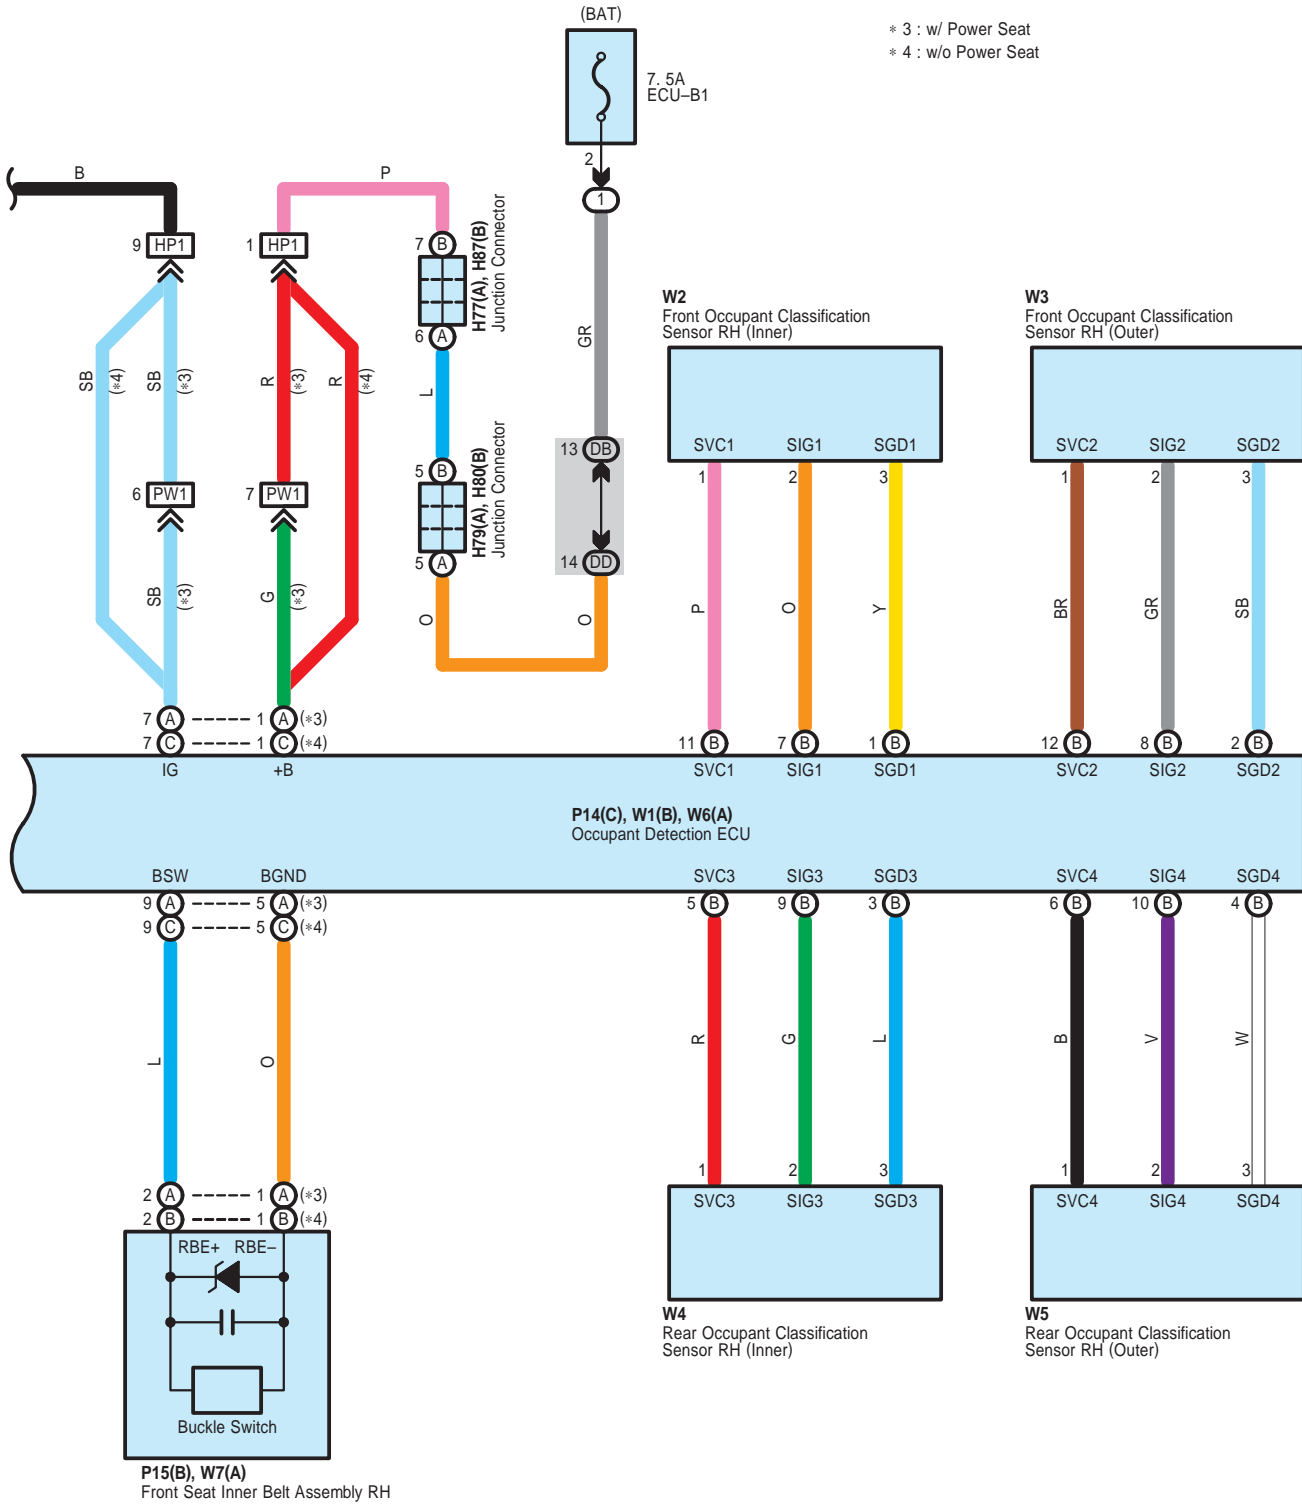 (BAT)
* 3 : w/ Power Seat
* 4 : w/o Power Seat
7. 5A
ECU–B1
2
1
B
P
9 HP1
1 HP1
7 B
H77(A), H87(B)
Junction Connector
6 A
GR
SB
(*4)
SB
(*3)
R
(*3)
R
(*4)
L
W2
Front Occupant Classification
Sensor RH (Inner)
W3
Front Occupant Classification
Sensor RH (Outer)
SVC1 SIG1 SGD1
SVC2 SIG2 SGD2
1 2 3
1 2 3
13 DB
5 B
H79(A), H80(B)
Junction Connector
5 A
14 DD
6 PW1
7 PW1
SB
(*3)
G
(*3)
O
O
P
O
Y
BR
GR
SB
7 A 1 A (*3)
7 C 1 C (*4)
11 B 7 B 1 B
12 B 8 B 2 B
IG +B
SVC1 SIG1 SGD1
SVC2 SIG2 SGD2
P14(C), W1(B), W6(A)
Occupant Detection ECU
BSW BGND
SVC3 SIG3 SGD3
SVC4 SIG4 SGD4
9 A 5 A (*3)
9 C 5 C (*4)
5 B 9 B 3 B
6 B 10 B 4 B
L
O
R
G
L
B
V
W
1 2 3
1 2 3
2 A 1 A (*3)
2 B 1 B (*4)
SVC3 SIG3 SGD3
SVC4 SIG4 SGD4
RBE+ RBE–
Buckle Switch
W4
Rear Occupant Classification
Sensor RH (Inner)
W5
Rear Occupant Classification
Sensor RH (Outer)
P15(B), W7(A)
Front Seat Inner Belt Assembly RH